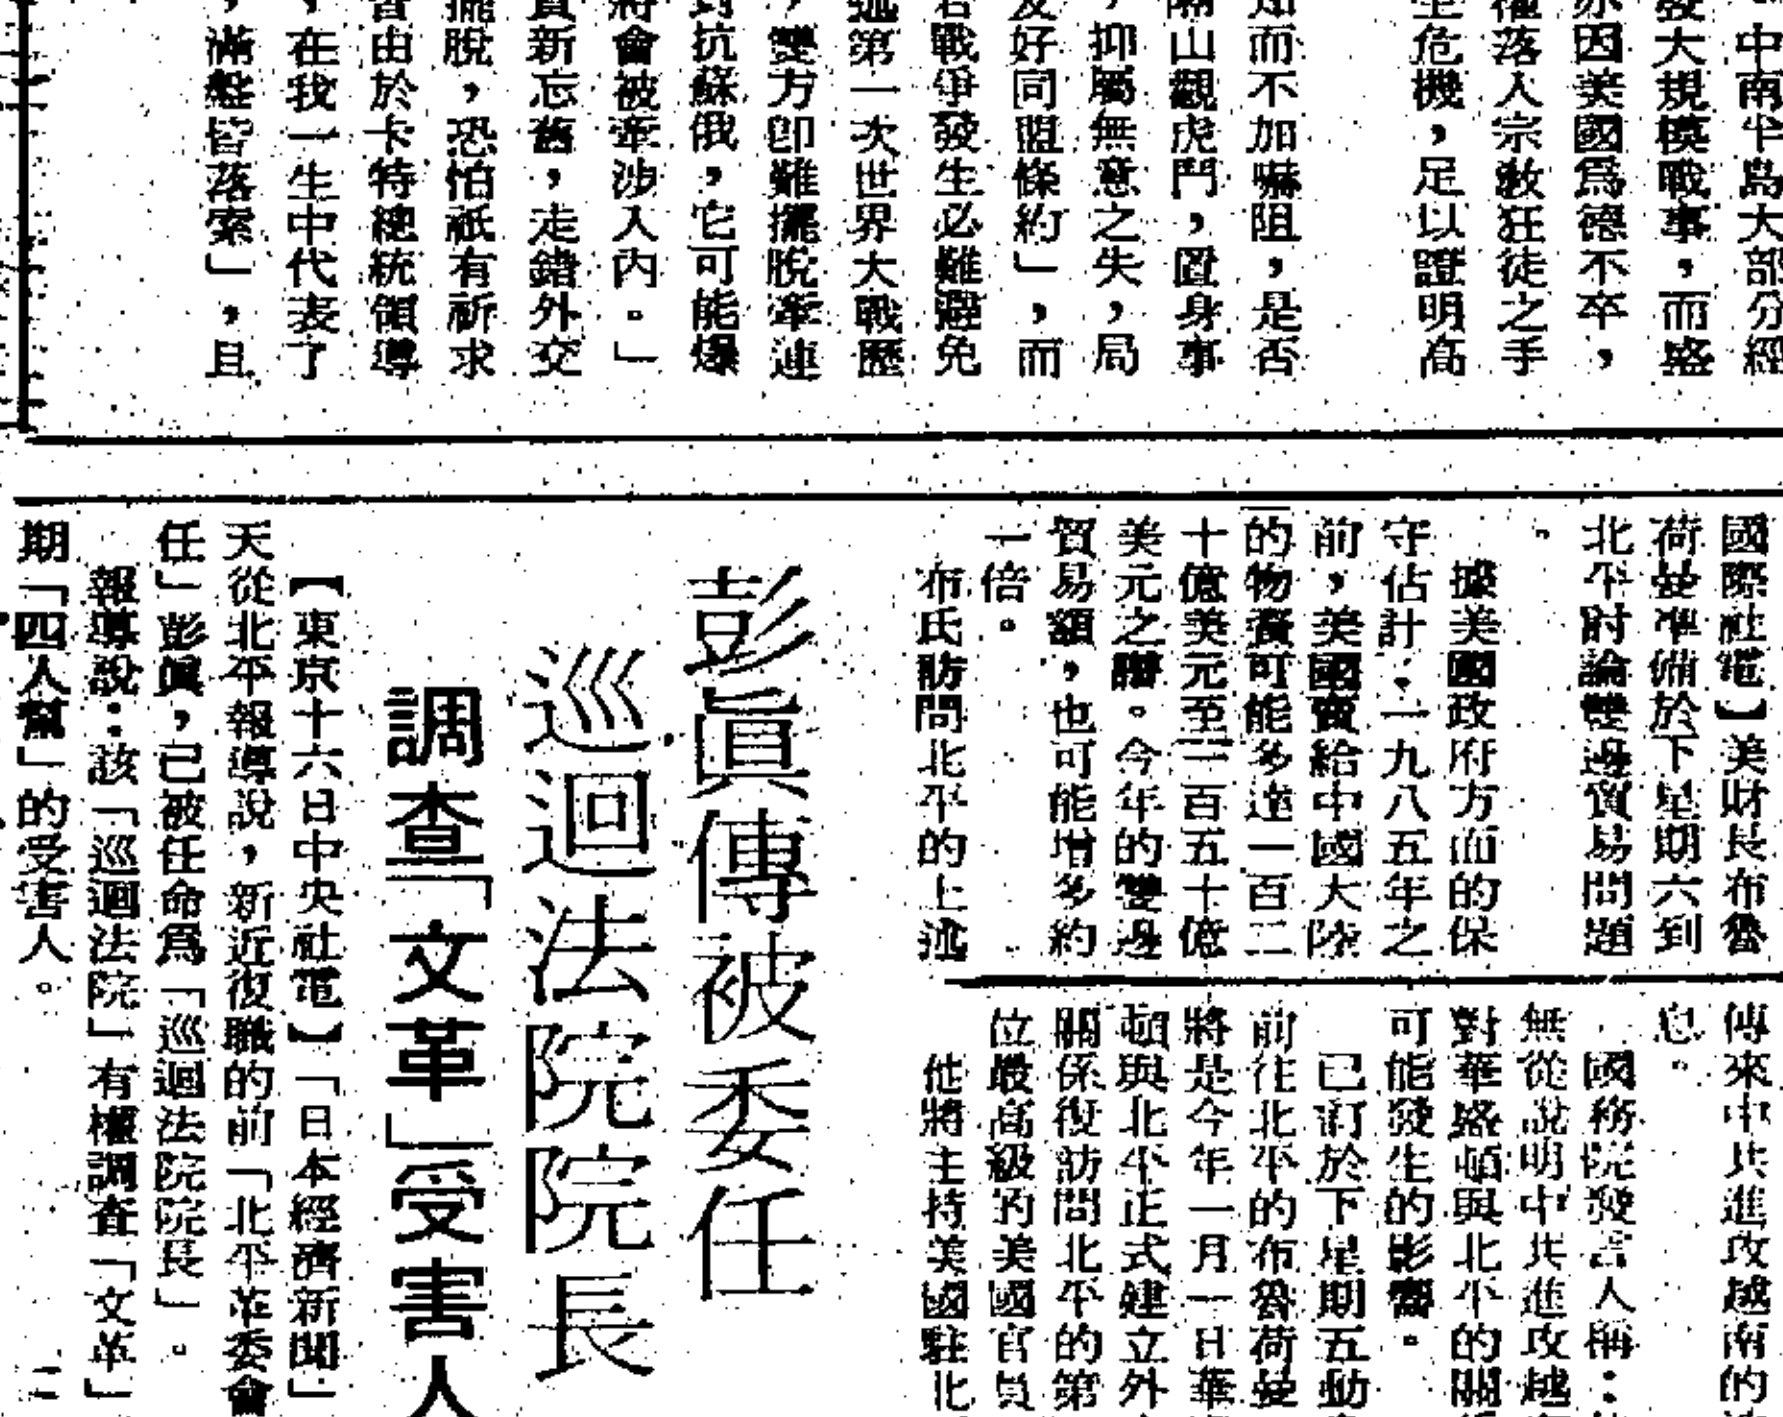 。中南半島大部分經
發大規模戰事，而盛
亦因美國爲德不卒，
權落入宗敎狂徒之手
至危機，足以證明高
知而不加嚇阻，是否
隔山觀虎鬥，置身事
，抑屬無意之失，局
友好同盟條約」，而
若戰爭發生必難避免
述第一次世界大戰歷
，雙方卽難擺脫牽連
對抗蘇俄，它可能爆
將會被牽涉入內。」
貪新忘舊，走錯外交
擺脫，恐怕祇有祈求
皆由於卡特總統領導
，在我一生中代表了
，滿盤皆落索」，且
國際社電】美財長布魯
荷曼準備於下星期六到
北平討論雙邊貿易問題
。
據美國政府方面的保
守估計，一九八五年之
前，美國賣給中國大陸
的物資可能多達一百二
十億美元至一百五十億
美元之譜。今年的雙邊
貿易額，也可能增多約
一倍。
布氏訪問北平的上述
傳來中共進攻越南的
息。
國務院發言人稱：
無從說明中共進攻越
對華盛頓與北平的關
可能發生的影響。
已訂於下星期五動
前往北平的布魯荷曼
將是今年一月一日華
頓與北平正式建立外
關係後訪問北平的第
位最高級的美國官員
他將主持美國駐北
彭眞傳被委任
巡迴法院院長
調查「文革」受害人
【東京十六日中央社電】「日本經濟新聞」
天從北平報導說，新近復職的前「北平革委會
任」彭眞，已被任命爲「巡迴法院院長」。
報導說：該「巡迴法院」有權調查「文革」
期「四人幫」的受害人。